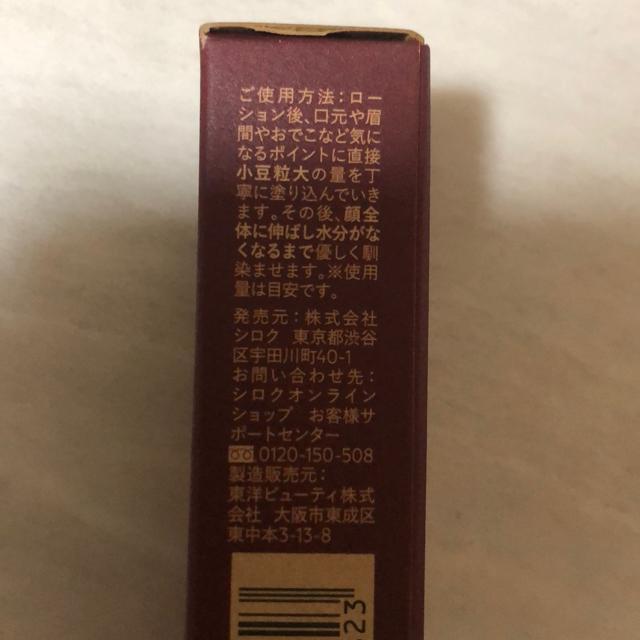 ご使用方法：ロー
ション後、口元や眉
間やおでこなど気に
なるポイントに直接
小豆粒大の量を丁
寧に塗り込んでいき
ます。その後、顔全
体に伸ばし水分がな
くなるまで優しく馴
染ませます。※使用
量は目安です。
発売元：株式会社
シロク 東京都渋谷
区宇田川町40-1
お問い合わせ先：
シロクオンライン
ショップ お客様サ
ポートセンター
0120-150-508
製造販売元：
東洋ビューティ株式
会社 大阪市東成区
東中本3-13-8
23